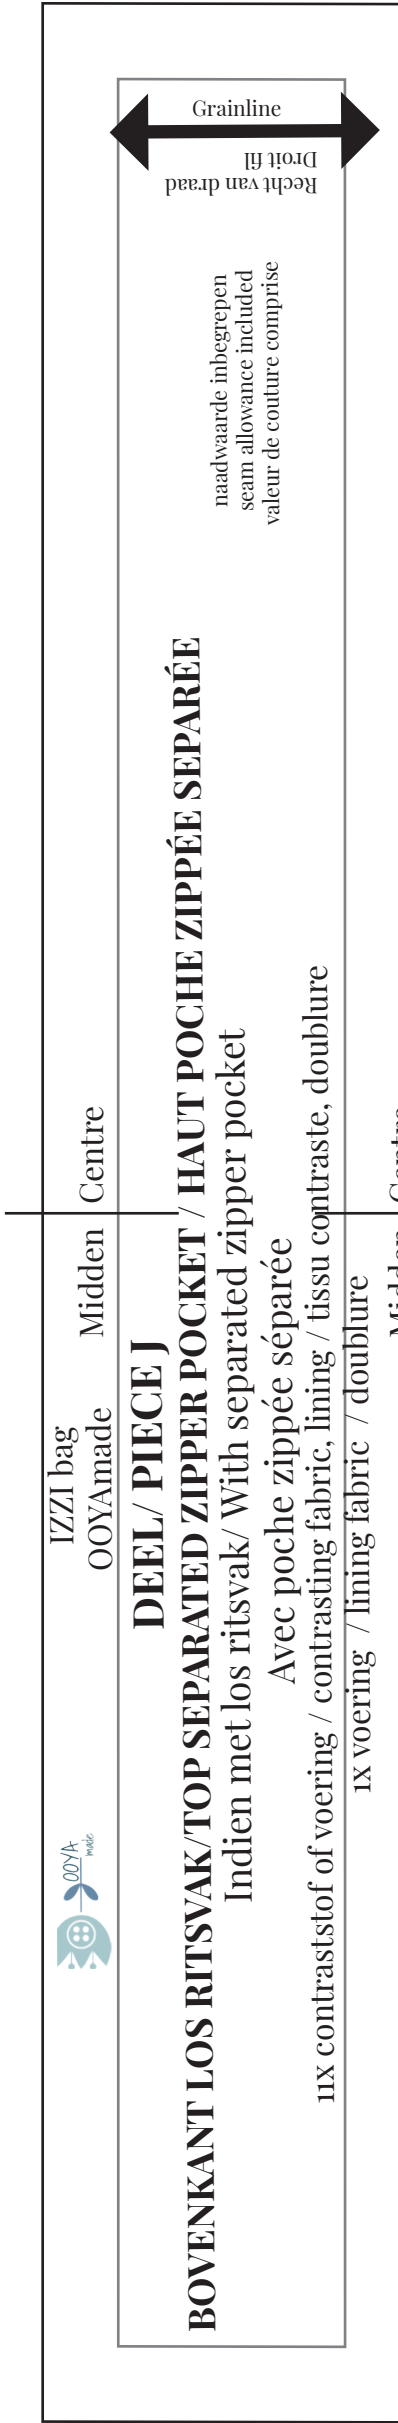 Grainline
Droit fil
Recht van draad
naadwaarde inbegrepen
seam allowance included
valeur de couture comprise
IZZI bag
OOYAmade
Midden Centre
OOYA
made
DEEL/ PIECE J
BOVENKANT LOS RITSVAK/TOP SEPARATED ZIPPER POCKET / HAUT POCHE ZIPPÉE SEPARÉE
Indien met los ritsvak/ With separated zipper pocket
Avec poche zippée séparée
11x contraststof of voering / contrasting fabric, lining / tissu contraste, doublure
1x voering / lining fabric / doublure